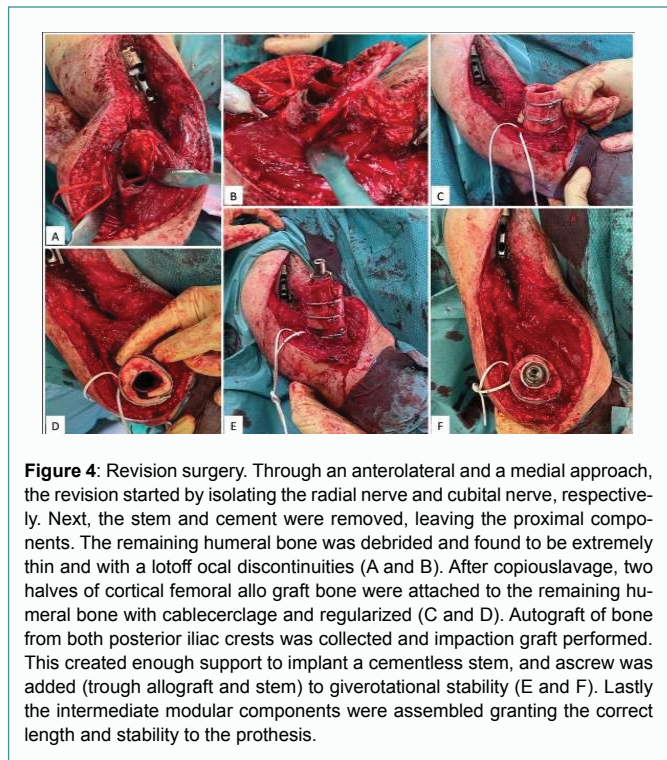 A
B
C
D
E
F
Figure 4: Revision surgery. Through an anterolateral and a medial approach,
the revision started by isolating the radial nerve and cubital nerve, respective-
ly. Next, the stem and cement were removed, leaving the proximal compo-
nents. The remaining humeral bone was debrided and found to be extremely
thin and with a lotoff ocal discontinuities (A and B). After copiouslavage, two
halves of cortical femoral allo graft bone were attached to the remaining hu-
meral bone with cablecerclage and regularized (C and D). Autograft of bone
from both posterior iliac crests was collected and impaction graft performed.
This created enough support to implant a cementless stem, and ascrew was
added (trough allograft and stem) to giverotational stability (E and F). Lastly
the intermediate modular components were assembled granting the correct
length and stability to the prothesis.